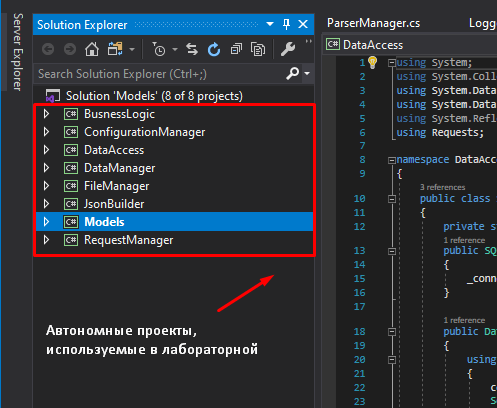 Server Explorer
Solution Explorer
Search Solution Explorer (Ctrl+;)
Solution 'Models' (8 of 8 projects)
C# BusnessLogic
C# ConfigurationManager
C# DataAccess
C# DataManager
C# FileManager
C# JsonBuilder
C# Models
C# RequestManager
Автономные проекты,
используемые в лабораторной
ParserManager.cs Logg
DataAccess
1 using System;
2 using System.Coll
3 using System.Data
4 using System.Data
5 using System.Refl
6 using Requests;
7
8 namespace DataAcc
9 {
3 references
10 public class S
11 {
12 private st
1 reference
13 public SQ
14 {
15 _conn
16 }
17
1 reference
18 public Dat
19 {
20 using
21 {
22 c
23 S